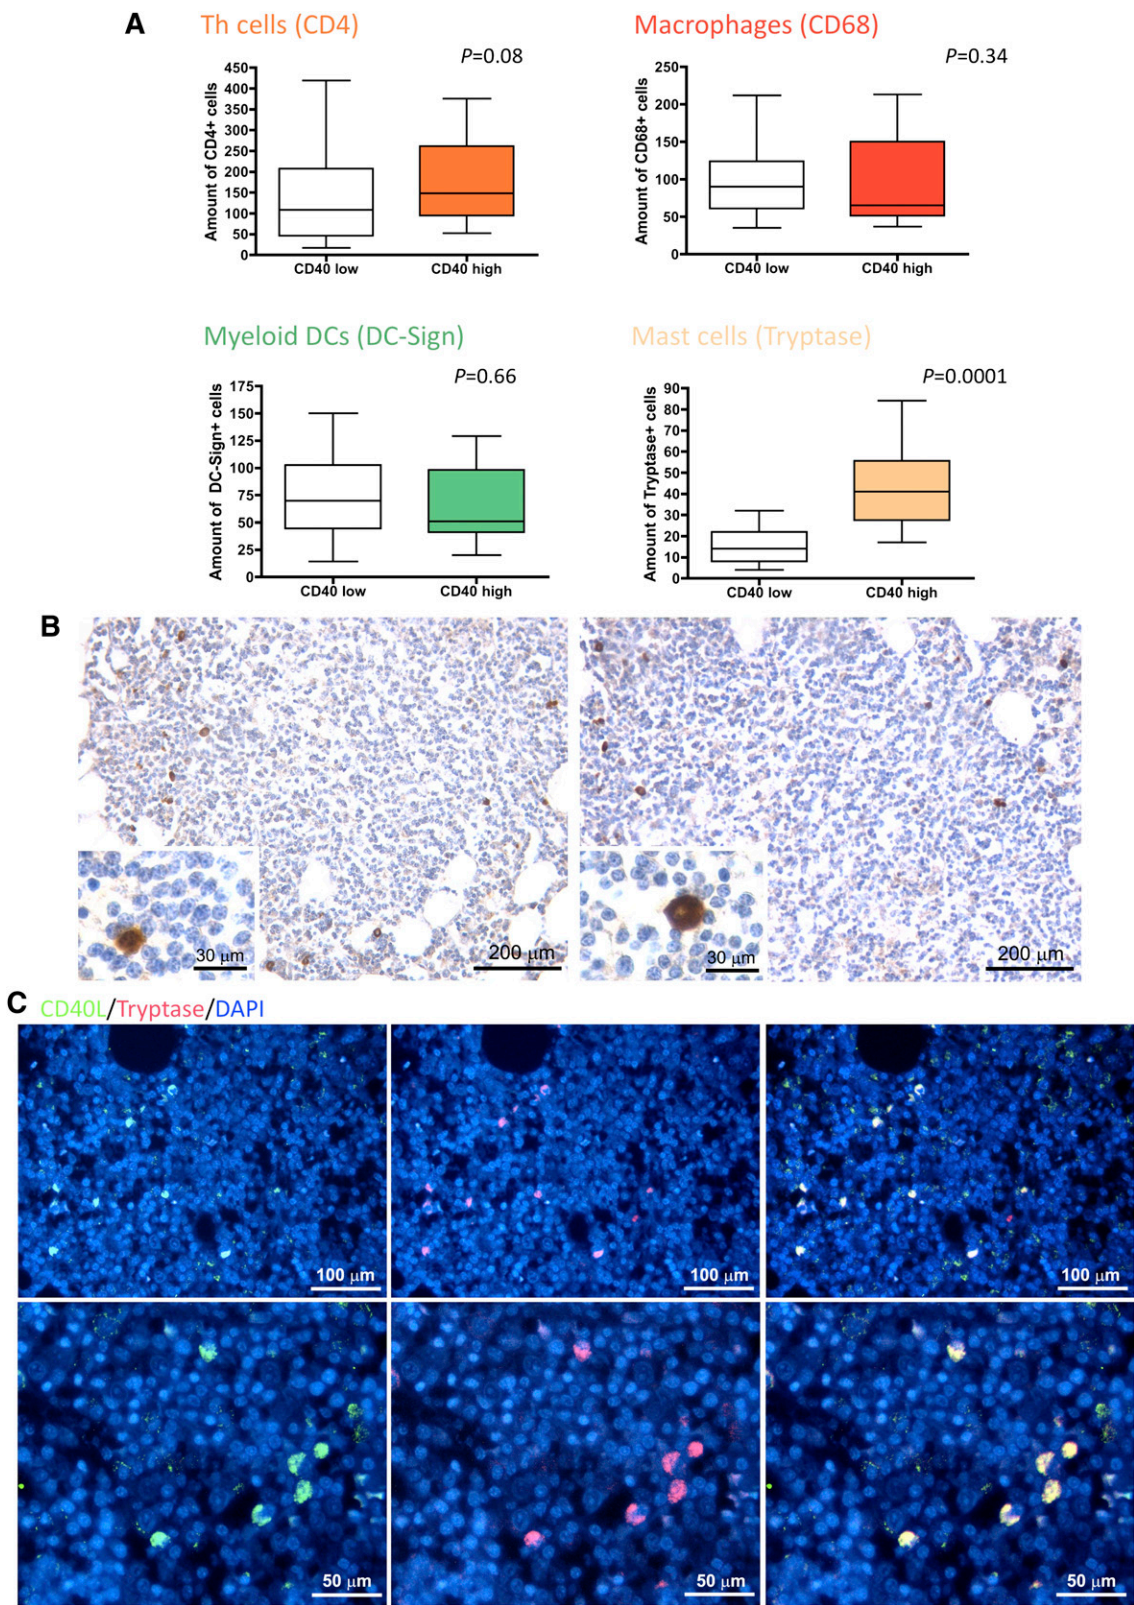 A
Th cells (CD4)
P=0.08
Amount of CD4+ cells
450
400
350
300
250
200
150
100
50
0
CD40 low
CD40 high
Macrophages (CD68)
P=0.34
Amount of CD68+ cells
250
200
150
100
50
0
CD40 low
CD40 high
Myeloid DCs (DC-Sign)
P=0.66
Amount of DC-Sign+ cells
175
150
125
100
75
50
25
0
CD40 low
CD40 high
Mast cells (Tryptase)
P=0.0001
Amount of Tryptase+ cells
90
80
70
60
50
40
30
20
10
0
CD40 low
CD40 high
B
30 μm
200 μm
30 μm
200 μm
C
CD40L/Tryptase/DAPI
100 μm
100 μm
100 μm
50 μm
50 μm
50 μm